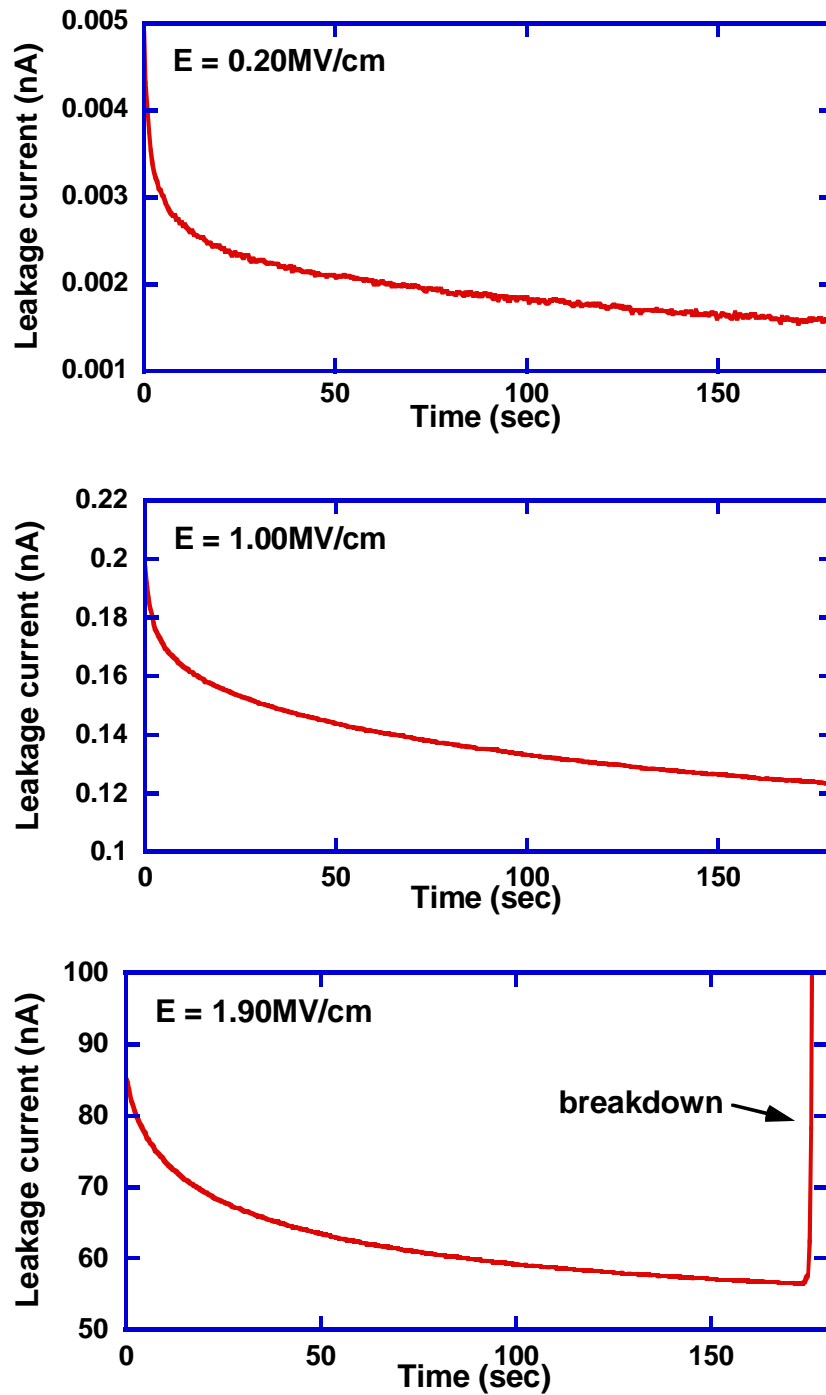 0.005
E = 0.20MV/cm
0.004
0.003
0.002
0.001
Leakage current (nA)
0 50 100 150
Time (sec)
0.22
E = 1.00MV/cm
0.2
0.18
0.16
0.14
0.12
0.1
Leakage current (nA)
0 50 100 150
Time (sec)
100
E = 1.90MV/cm
90
80
breakdown
70
60
50
Leakage current (nA)
0 50 100 150
Time (sec)